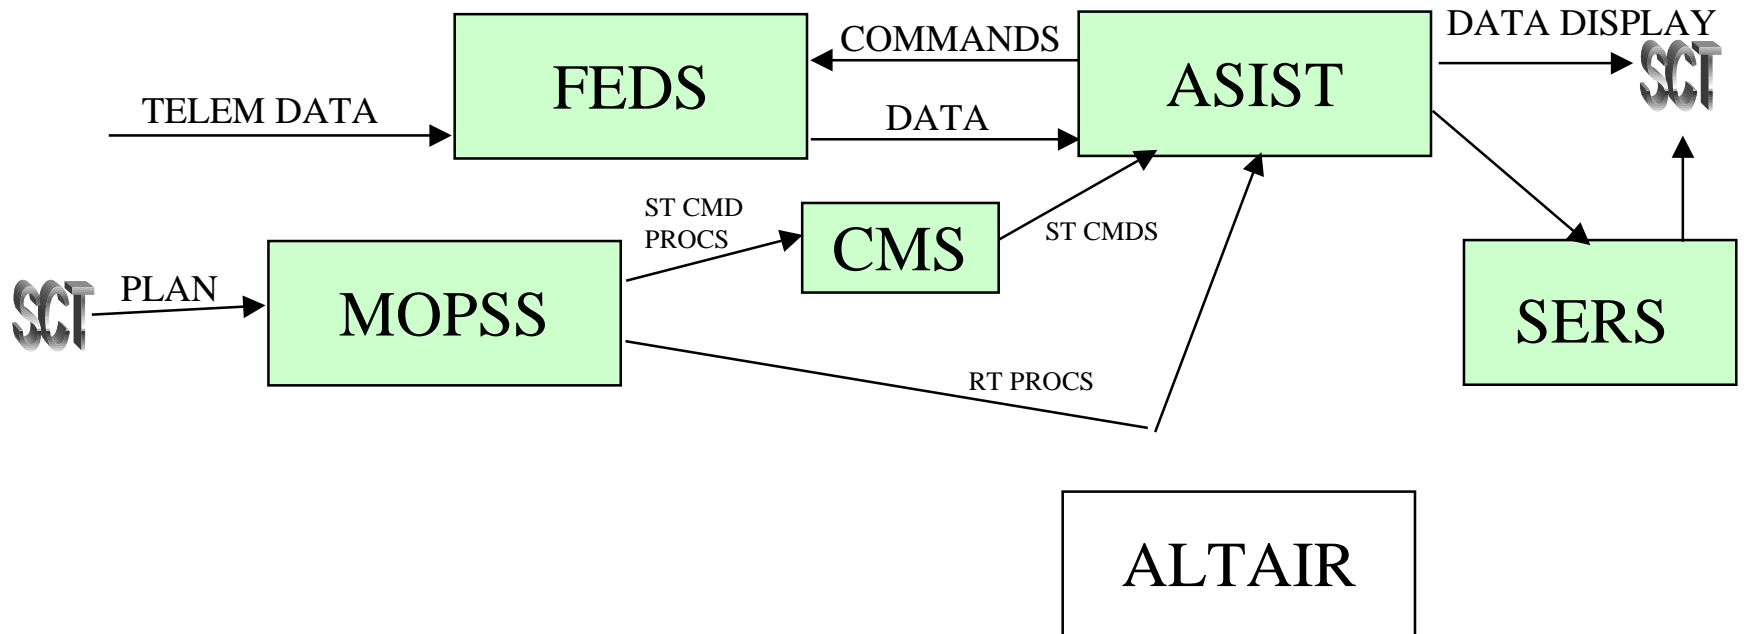 DATA DISPLAY
COMMANDS
FEDS
ASIST
SCT
TELEM DATA
DATA
ST CMD
PROCS
CMS
ST CMDS
SCT
PLAN
MOPSS
SERS
RT PROCS
ALTAIR